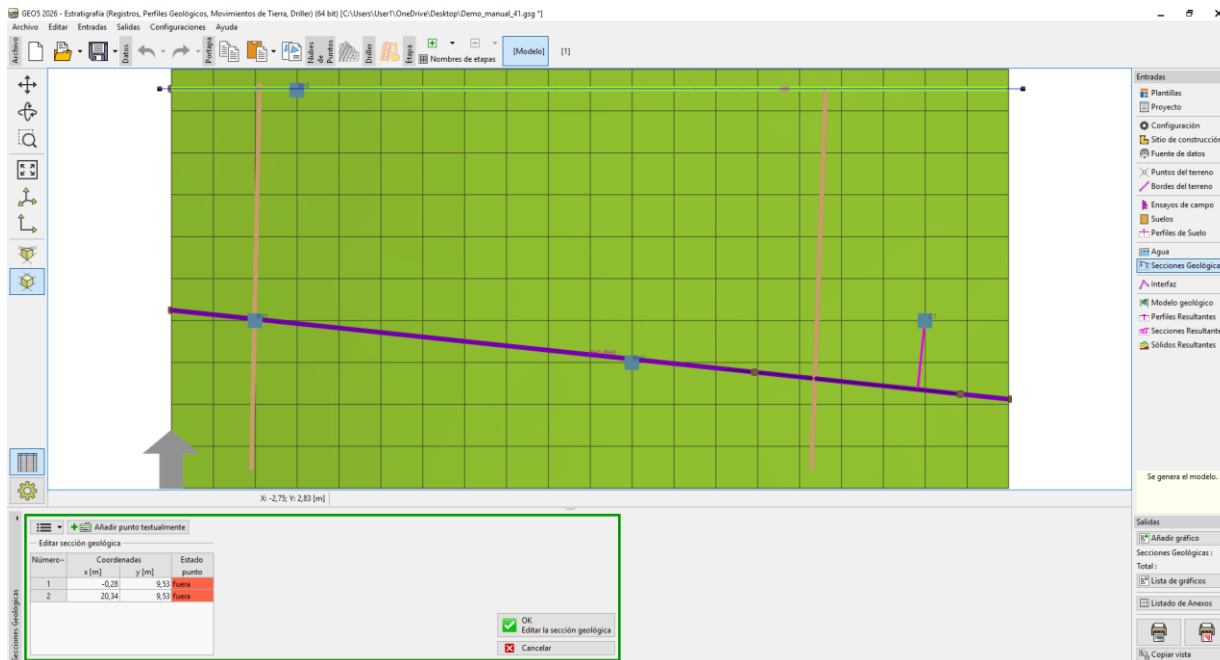 GEO5 2026 - Estratigrafía (Registros, Perfiles Geológicos, Movimientos de Tierra, Driller) (64 bit) [C:\Users\User1\OneDrive\Desktop\Demo_manual_41.gsg *]
Archivo Editar Entradas Salidas Configuraciones Ayuda
Archivo
Datos
Portapa
Nubes de Puntos
Driller
Etapa
Nombres de etapas
[Modelo]
[1]
X: -2,75; Y: 2,83 [m]
Entradas
Plantillas
Proyecto
Configuración
Sitio de construcción
Fuente de datos
Puntos del terreno
Bordes del terreno
Ensayos de campo
Suelos
Perfiles de Suelo
Agua
Secciones Geológica
Interfaz
Modelo geológico
Perfiles Resultantes
Secciones Resultante
Sólidos Resultantes
Se genera el modelo.
Secciones Geológicas
Añadir punto textualmente
Editar sección geológica
Número Coordenadas Estado
x [m] y [m] punto
1 -0,28 9,53 fuera
2 20,34 9,53 fuera
OK
Editar la sección geológica
Cancelar
Salidas
Añadir gráfico
Secciones Geológicas :
Total :
Lista de gráficos
Listado de Anexos
Copiar vista